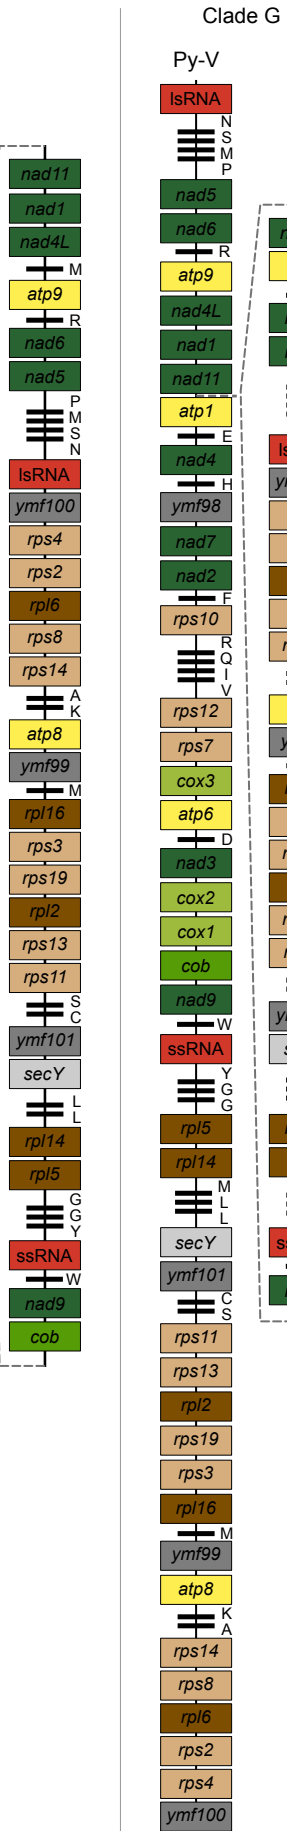 nad11
nad1
nad4L
M
atp9
R
nad6
nad5
P
M
S
N
lsRNA
ymf100
rps4
rps2
rpl6
rps8
rps14
A
K
atp8
ymf99
M
rpl16
rps3
rps19
rpl2
rps13
rps11
S
C
ymf101
secY
L
L
rpl14
rpl5
G
G
Y
ssRNA
W
nad9
cob
Clade G
Py-V
lsRNA
N
S
M
P
nad5
nad6
R
atp9
nad4L
nad1
nad11
atp1
E
nad4
H
ymf98
nad7
nad2
F
rps10
R
Q
I
V
rps12
rps7
cox3
atp6
D
nad3
cox2
cox1
cob
nad9
W
ssRNA
Y
G
G
rpl5
rpl14
M
L
L
secY
ymf101
C
S
rps11
rps13
rpl2
rps19
rps3
rpl16
M
ymf99
atp8
K
A
rps14
rps8
rpl6
rps2
rps4
ymf100